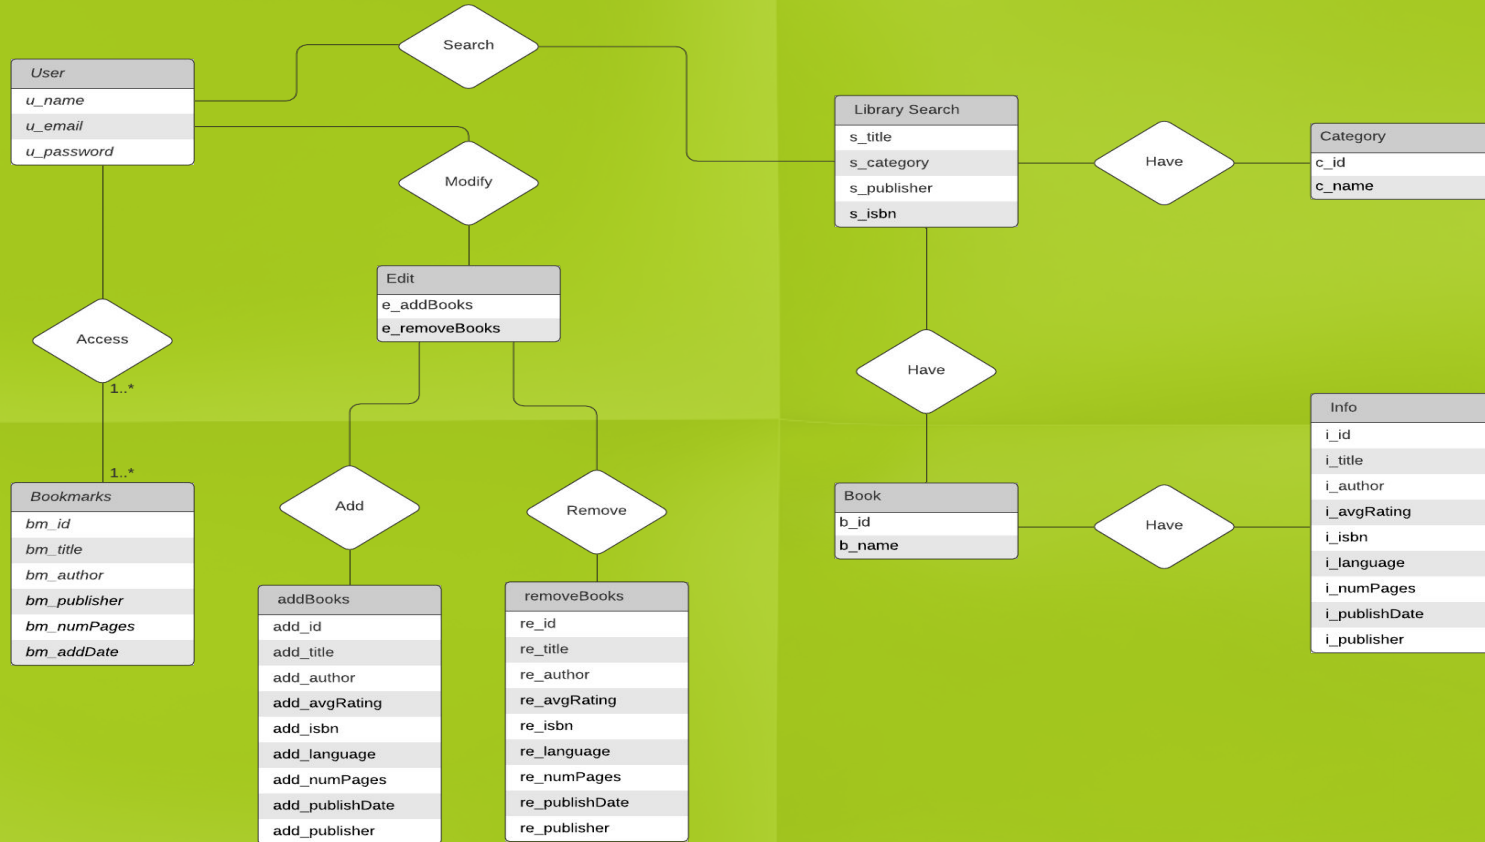 Search
User
u_name
u_email
u_password
Modify
Library Search
s_title
s_category
s_publisher
s_isbn
Have
Category
c_id
c_name
Edit
e_addBooks
e_removeBooks
Access
1..*
1..*
Have
Bookmarks
bm_id
bm_title
bm_author
bm_publisher
bm_numPages
bm_addDate
Add
Remove
Book
b_id
b_name
Have
Info
i_id
i_title
i_author
i_avgRating
i_isbn
i_language
i_numPages
i_publishDate
i_publisher
addBooks
add_id
add_title
add_author
add_avgRating
add_isbn
add_language
add_numPages
add_publishDate
add_publisher
removeBooks
re_id
re_title
re_author
re_avgRating
re_isbn
re_language
re_numPages
re_publishDate
re_publisher